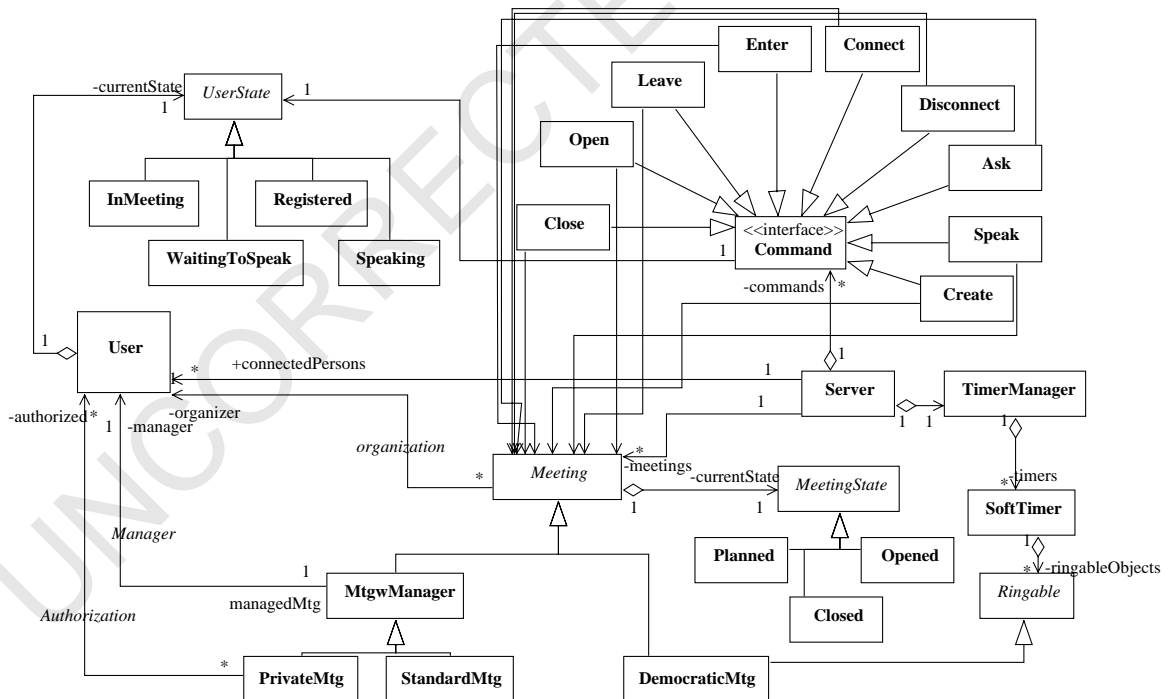 UNCORRECTE
Enter
Connect
-currentState
1
UserState
1
Leave
Disconnect
Open
Ask
InMeeting
Registered
Close
<<interface>>
Command
1
Speak
WaitingToSpeak
Speaking
-commands
*
Create
User
1
+connectedPersons
*
1
1
1
Server
TimerManager
-authorized
*
1
-organizer
-manager
1
1
1
1
1
organization
*
-meetings
*
Meeting
-currentState
1
1
MeetingState
*
-timers
SoftTimer
1
Manager
Planned
Opened
*
-ringableObjects
1
managedMtg
MtgwManager
Closed
Ringable
Authorization
*
PrivateMtg
StandardMtg
DemocraticMtg